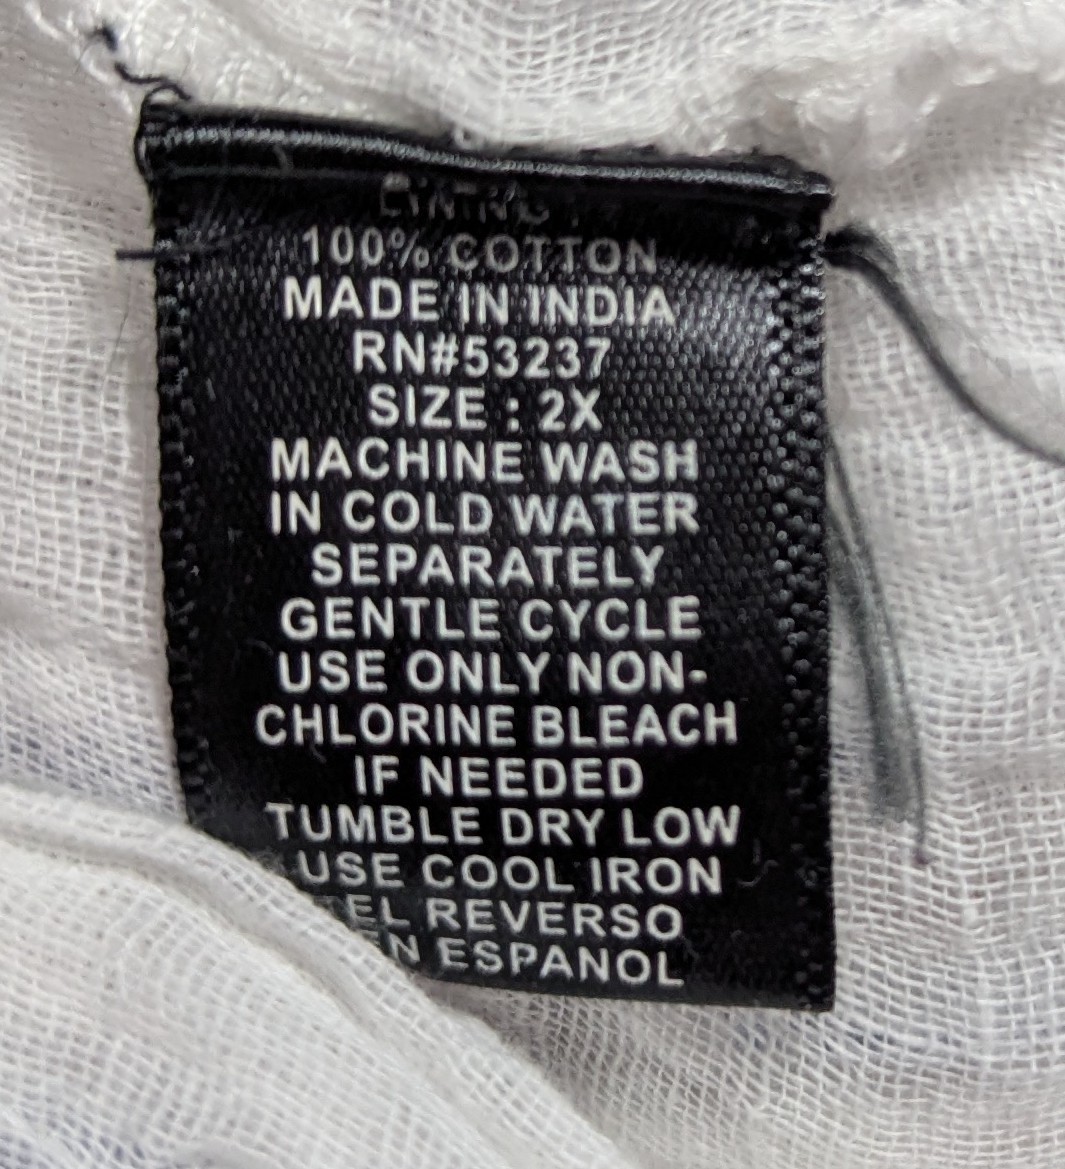 LINING :
100% COTTON
MADE IN INDIA
RN#53237
SIZE : 2X
MACHINE WASH
IN COLD WATER
SEPARATELY
GENTLE CYCLE
USE ONLY NON-
CHLORINE BLEACH
IF NEEDED
TUMBLE DRY LOW
USE COOL IRON
EL REVERSO
EN ESPANOL